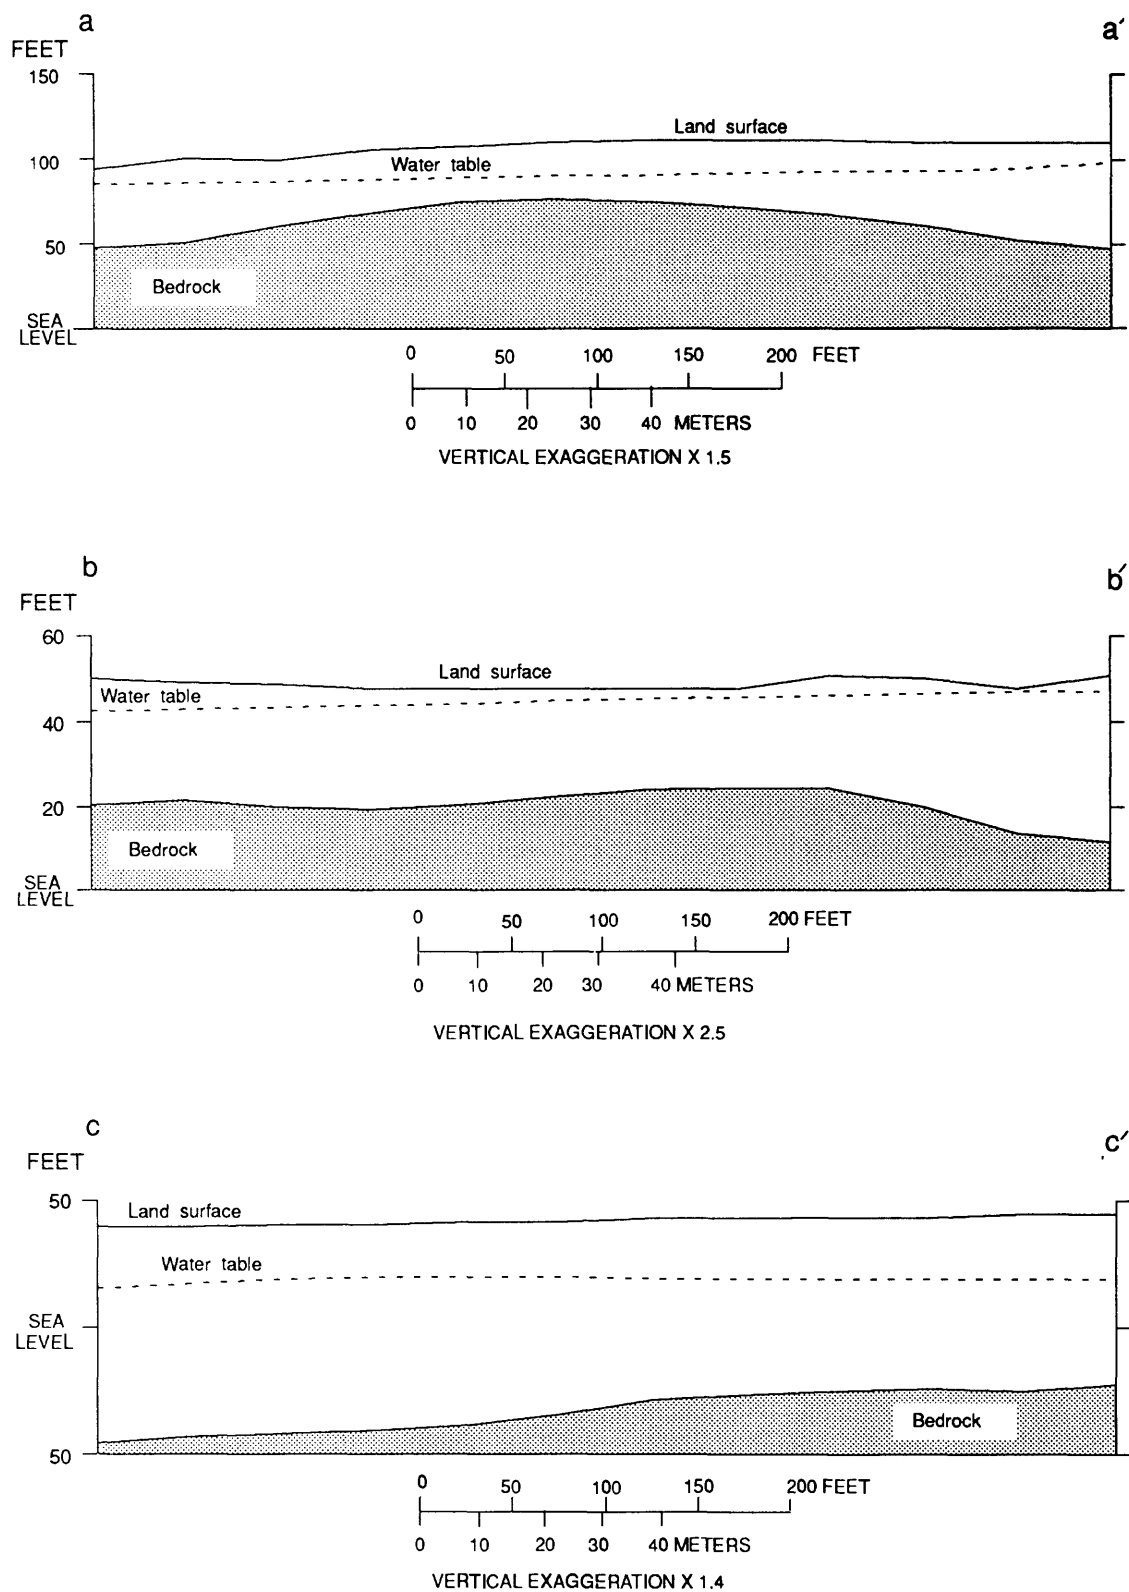 a
a′
FEET
150
Land surface
100
Water table
50
Bedrock
SEA
LEVEL
0 50 100 150 200 FEET
0 10 20 30 40 METERS
VERTICAL EXAGGERATION X 1.5
b
b′
FEET
60
Land surface
Water table
40
20
Bedrock
SEA
LEVEL
0 50 100 150 200 FEET
0 10 20 30 40 METERS
VERTICAL EXAGGERATION X 2.5
c
c′
FEET
50
Land surface
Water table
SEA
LEVEL
Bedrock
50
0 50 100 150 200 FEET
0 10 20 30 40 METERS
VERTICAL EXAGGERATION X 1.4